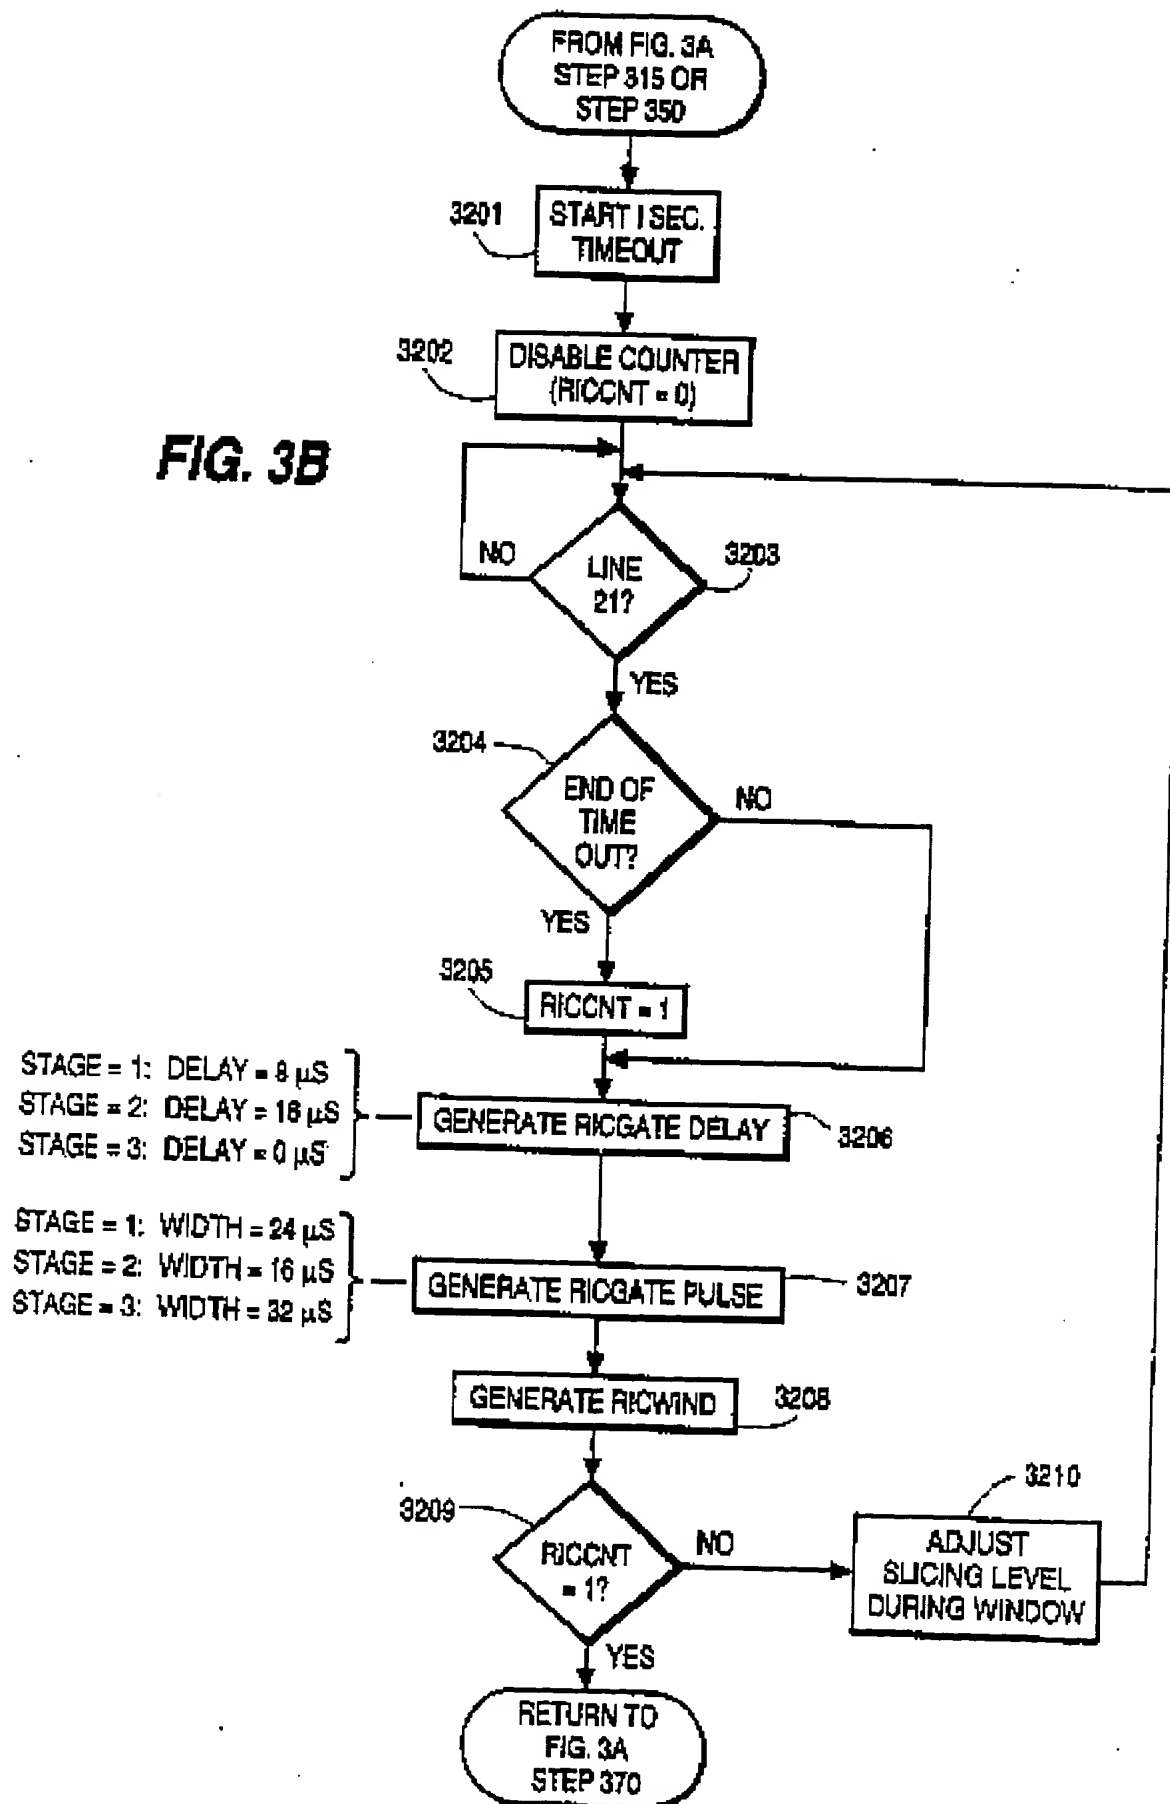 FROM FIG. 3A
STEP 315 OR
STEP 350
3201
START 1 SEC.
TIMEOUT
3202
DISABLE COUNTER
(RICCNT = 0)
FIG. 3B
NO
LINE
21?
3203
YES
3204
END OF
TIME
OUT?
NO
YES
3205
RICCNT = 1
STAGE = 1: DELAY = 8 μS
STAGE = 2: DELAY = 16 μS
STAGE = 3: DELAY = 0 μS
GENERATE RICGATE DELAY
3206
STAGE = 1: WIDTH = 24 μS
STAGE = 2: WIDTH = 16 μS
STAGE = 3: WIDTH = 32 μS
GENERATE RICGATE PULSE
3207
GENERATE RICWIND
3208
3209
RICCNT
= 1?
NO
3210
ADJUST
SLICING LEVEL
DURING WINDOW
YES
RETURN TO
FIG. 3A
STEP 370